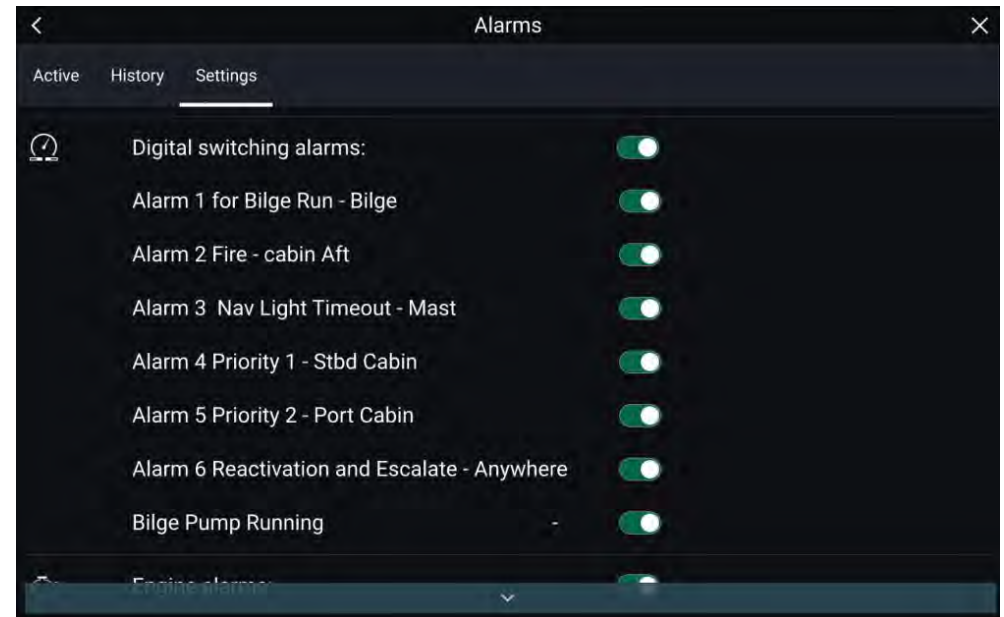 Alarms
Active History Settings
Digital switching alarms:
Alarm 1 for Bilge Run - Bilge
Alarm 2 Fire - cabin Aft
Alarm 3  Nav Light Timeout - Mast
Alarm 4 Priority 1 - Stbd Cabin
Alarm 5 Priority 2 - Port Cabin
Alarm 6 Reactivation and Escalate - Anywhere
Bilge Pump Running -
Engine alarms: